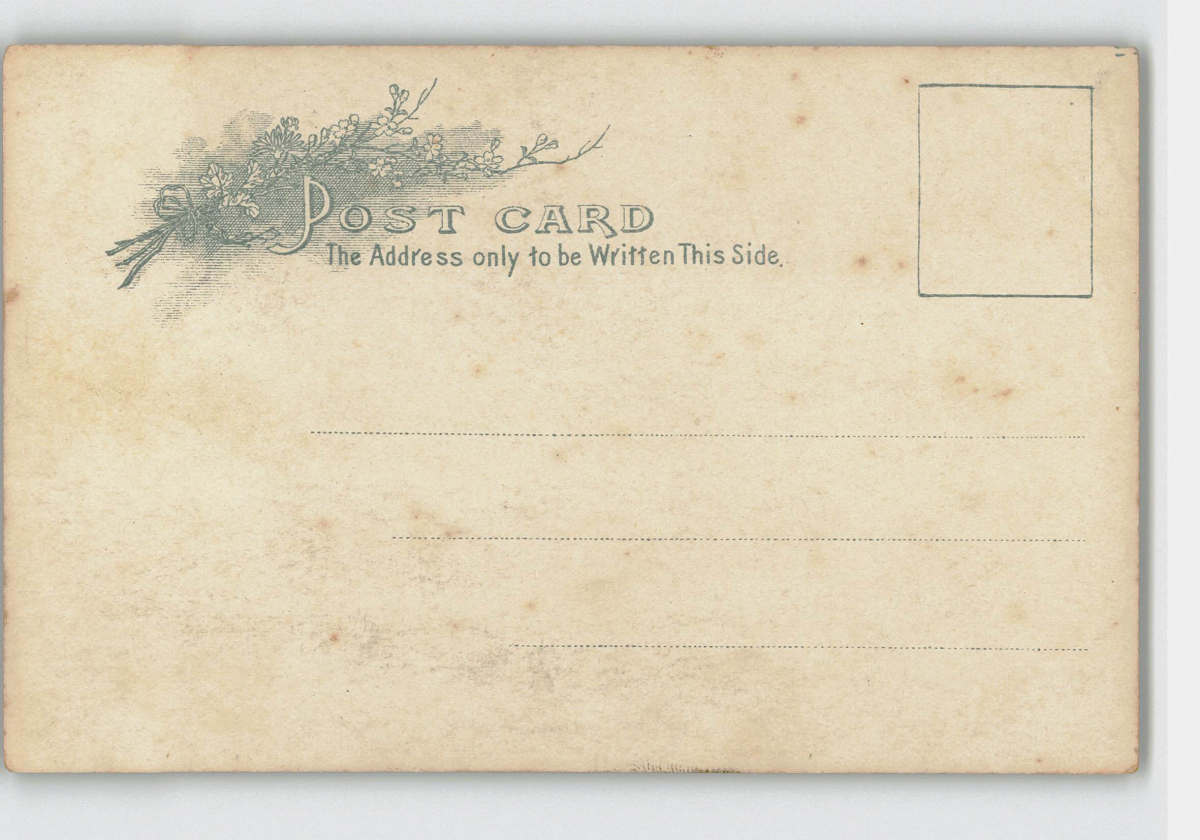 POST CARD
The Address only to be Written This Side.